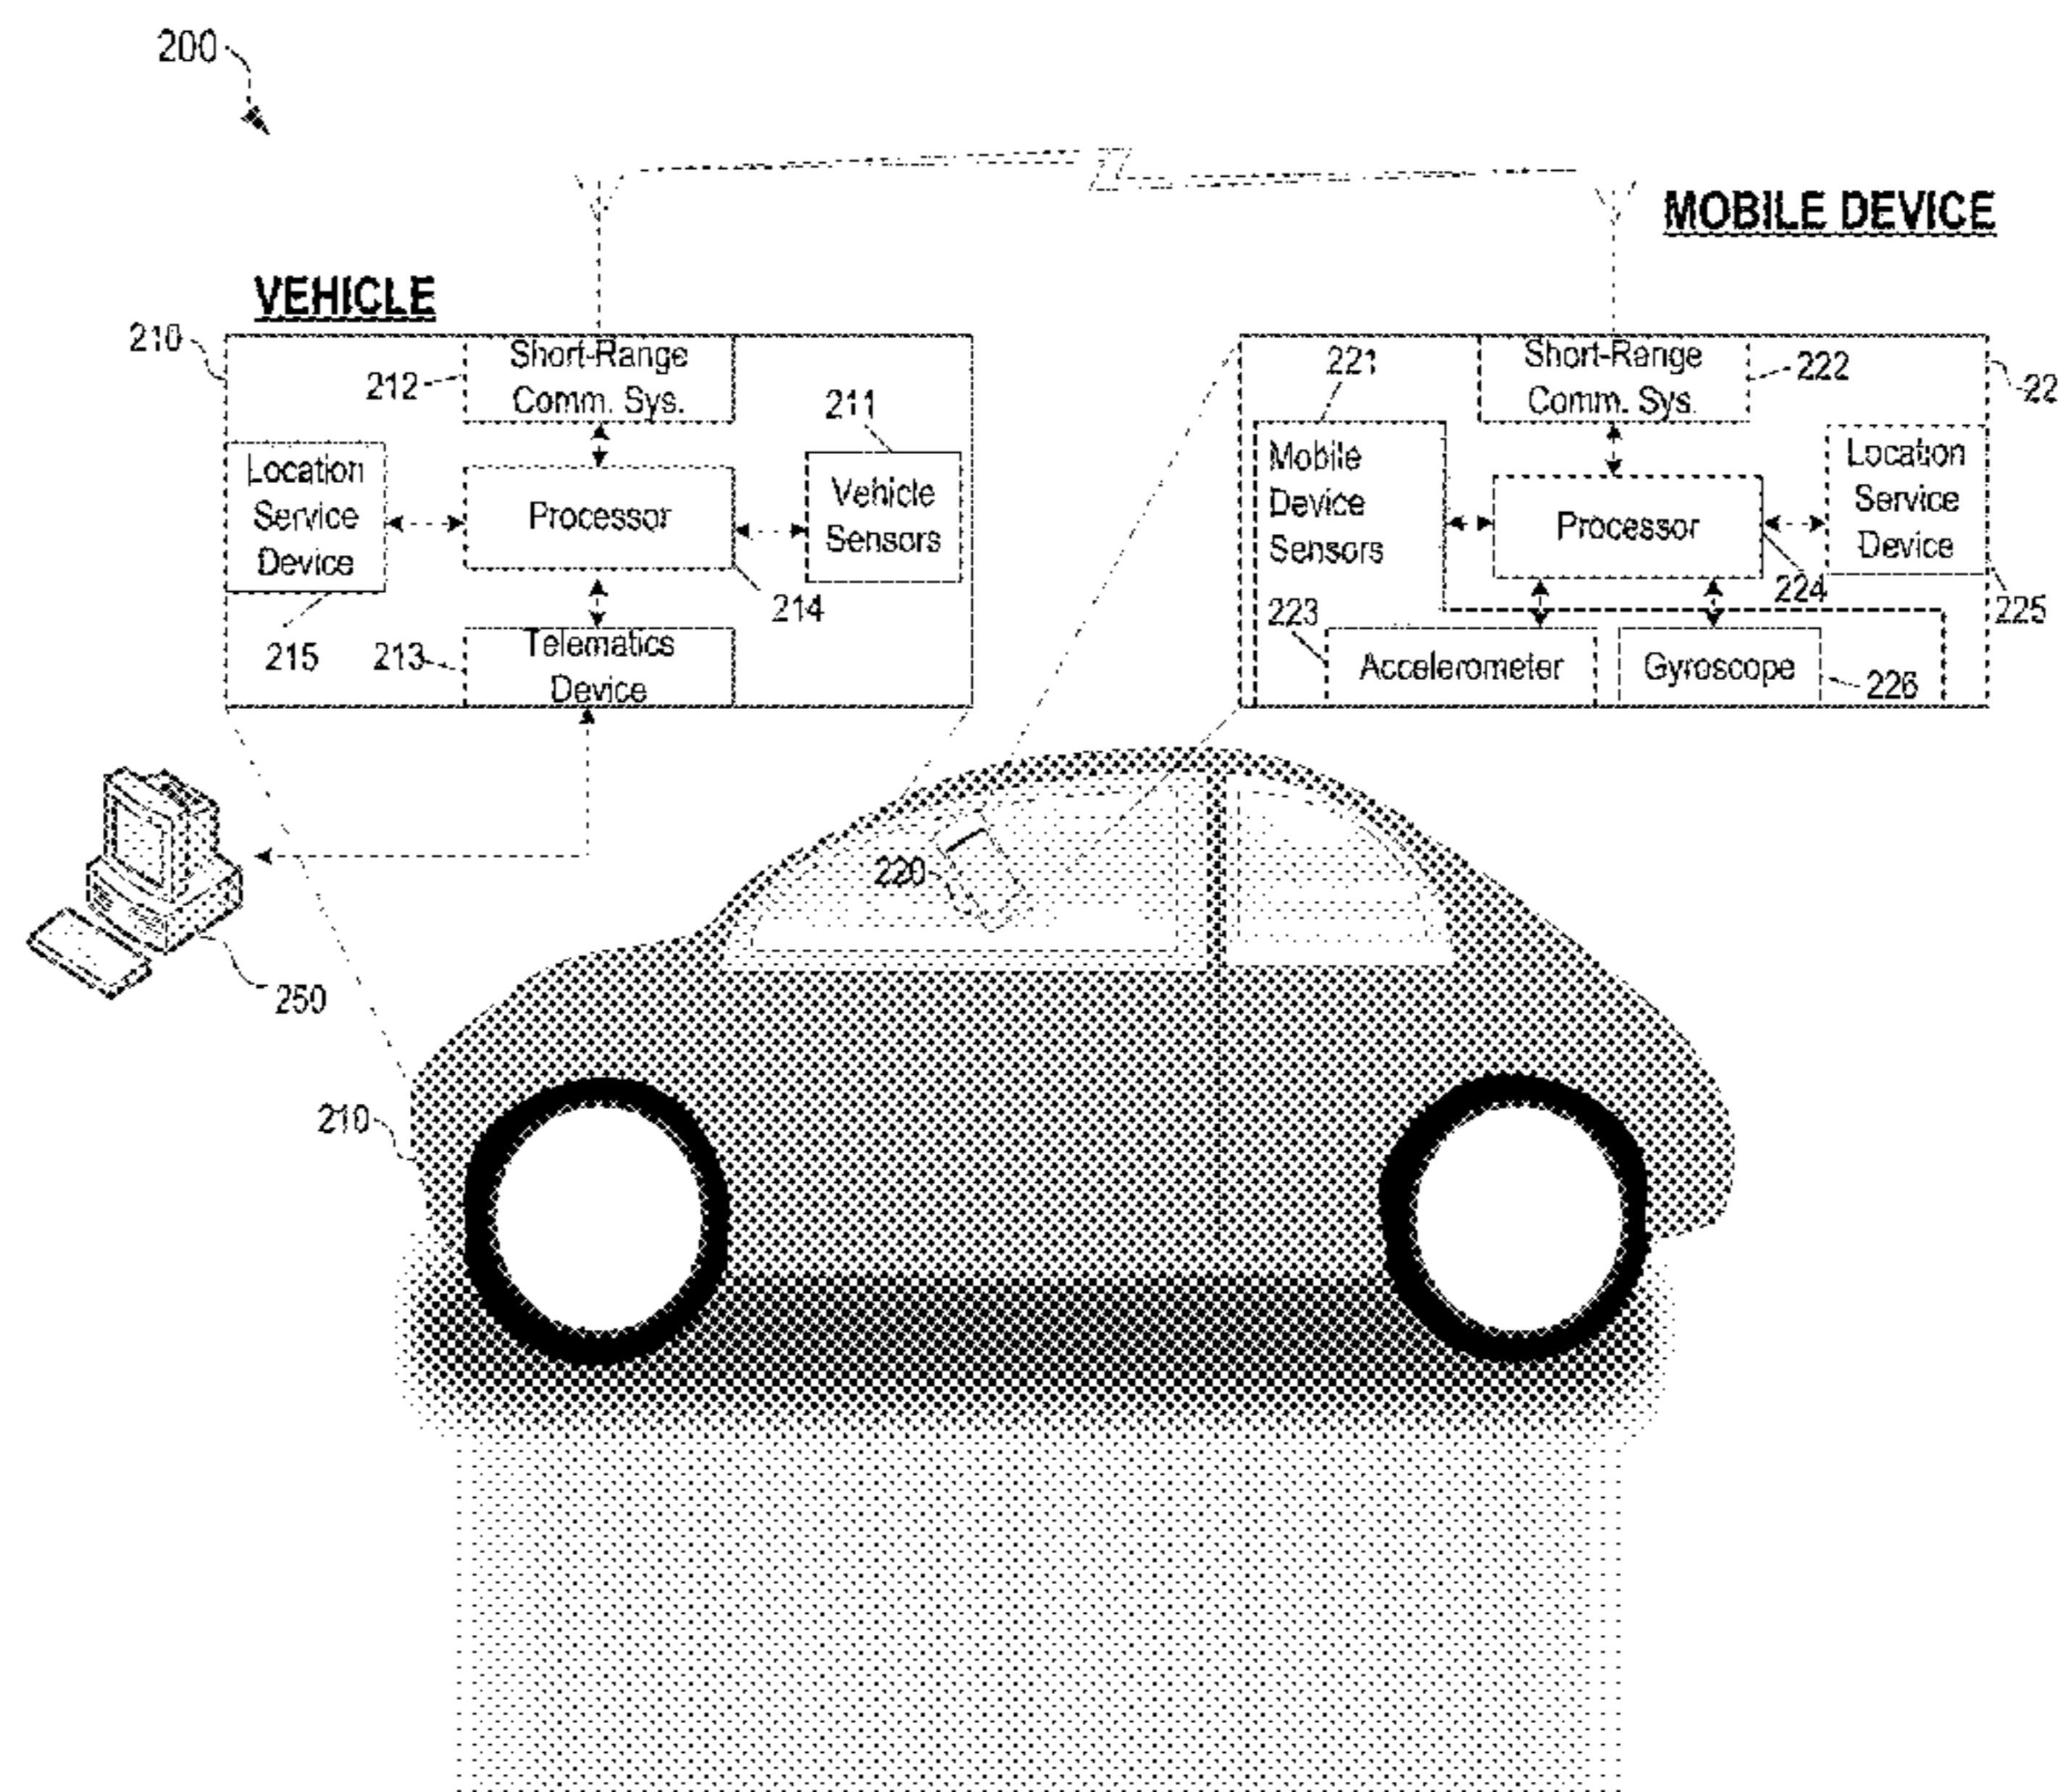 200
MOBILE DEVICE
VEHICLE
210
Short-Range
Comm. Sys.
212
211
Location
Service
Device
Processor
Vehicle
Sensors
214
215
213
Telematics
Device
221
Short-Range
Comm. Sys.
222
22
Mobile
Device
Sensors
Processor
Location
Service
Device
224
225
223
Accelerometer
Gyroscope
226
220
250
210